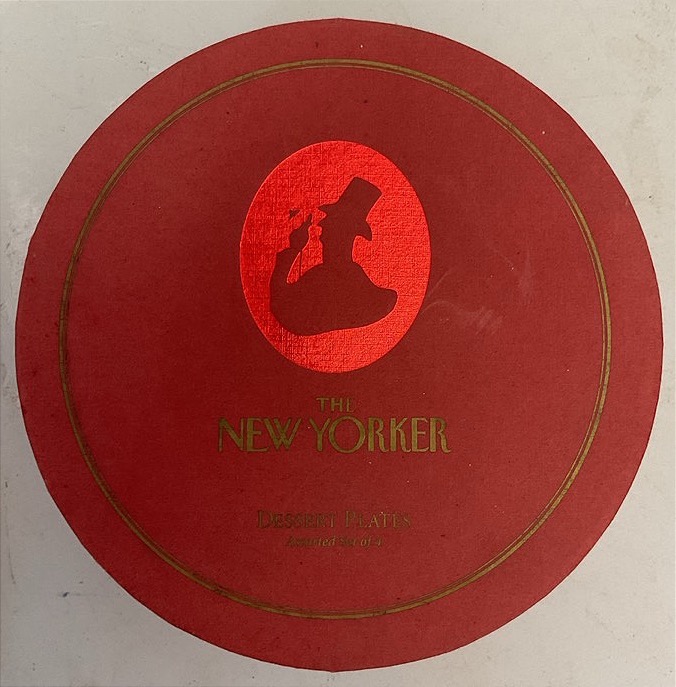 THE
NEW YORKER
DESSERT PLATES
Assorted Set of 4